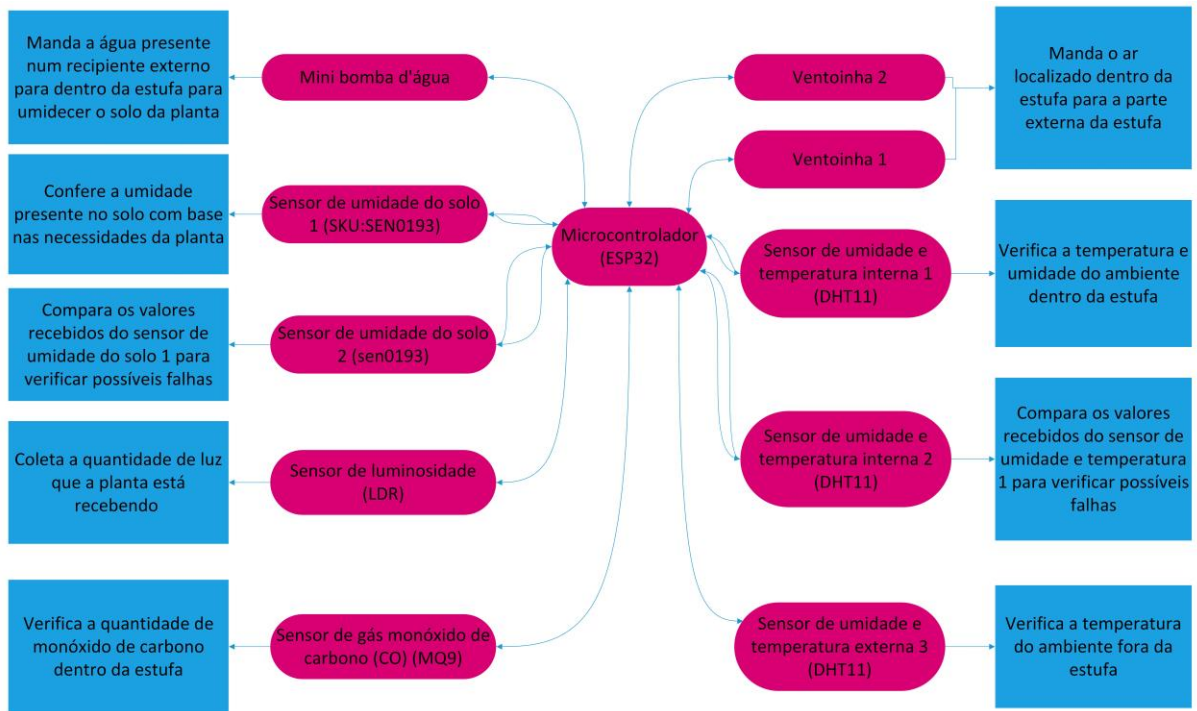 Manda a água presente
num recipiente externo
para dentro da estufa para
umidecer o solo da planta
Mini bomba d'água
Confere a umidade
presente no solo com base
nas necessidades da planta
Sensor de umidade do solo
1 (SKU:SEN0193)
Compara os valores
recebidos do sensor de
umidade do solo 1 para
verificar possíveis falhas
Sensor de umidade do solo
2 (sen0193)
Coleta a quantidade de luz
que a planta está
recebendo
Sensor de luminosidade
(LDR)
Verifica a quantidade de
monóxido de carbono
dentro da estufa
Sensor de gás monóxido de
carbono (CO) (MQ9)
Microcontrolador
(ESP32)
Ventoinha 2
Ventoinha 1
Manda o ar
localizado dentro da
estufa para a parte
externa da estufa
Sensor de umidade e
temperatura interna 1
(DHT11)
Verifica a temperatura e
umidade do ambiente
dentro da estufa
Sensor de umidade e
temperatura interna 2
(DHT11)
Compara os valores
recebidos do sensor de
umidade e temperatura
1 para verificar possíveis
falhas
Sensor de umidade e
temperatura externa 3
(DHT11)
Verifica a temperatura
do ambiente fora da
estufa